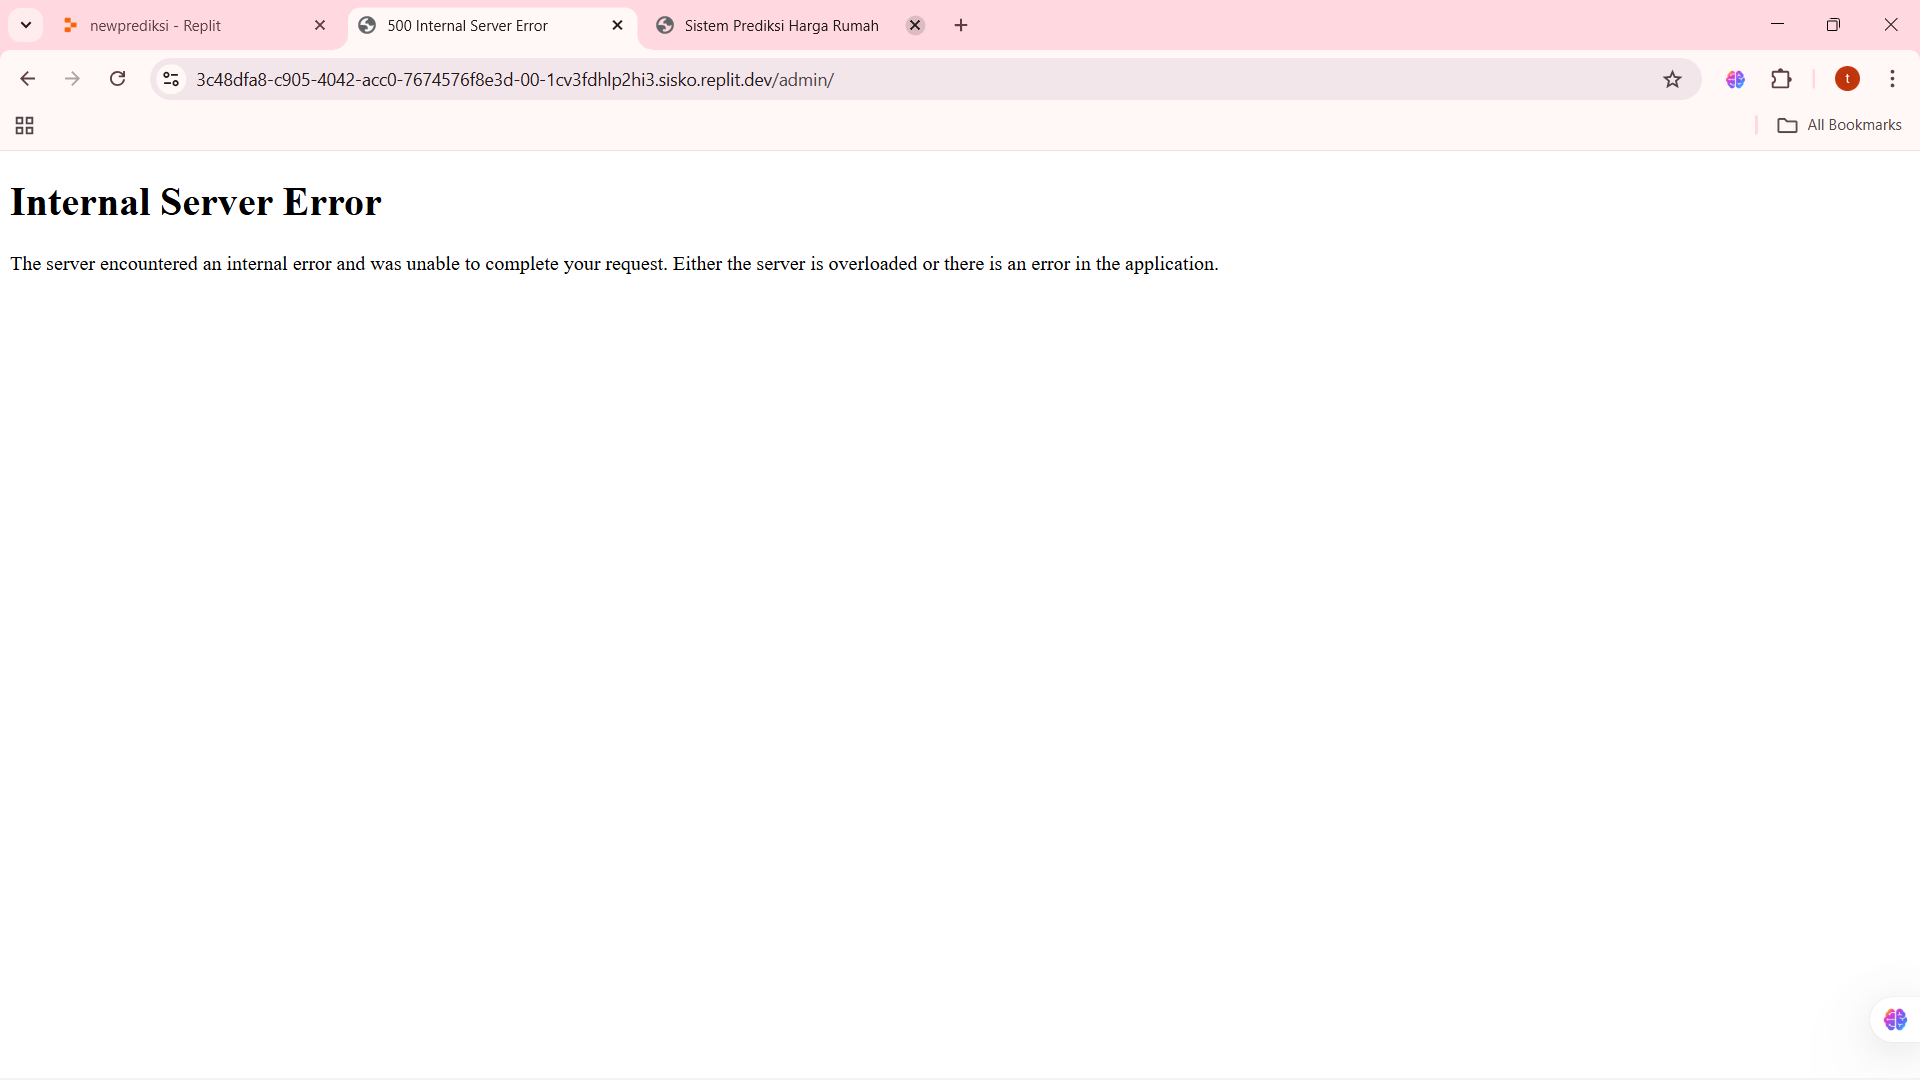 newprediksi - Replit
500 Internal Server Error
Sistem Prediksi Harga Rumah
3c48dfa8-c905-4042-acc0-7674576f8e3d-00-1cv3fdhlp2hi3.sisko.replit.dev/admin/
t
All Bookmarks
Internal Server Error
The server encountered an internal error and was unable to complete your request. Either the server is overloaded or there is an error in the application.